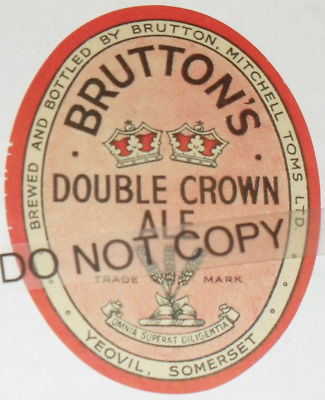 BREWED AND BOTTLED BY BRUTTON, MITCHELL TOMS LTD.
· BRUTTON'S ·
DOUBLE CROWN
ALE
DO NOT COPY
TRADE MARK
OMNIA SUPERAT DILIGENTIA
YEOVIL, SOMERSET